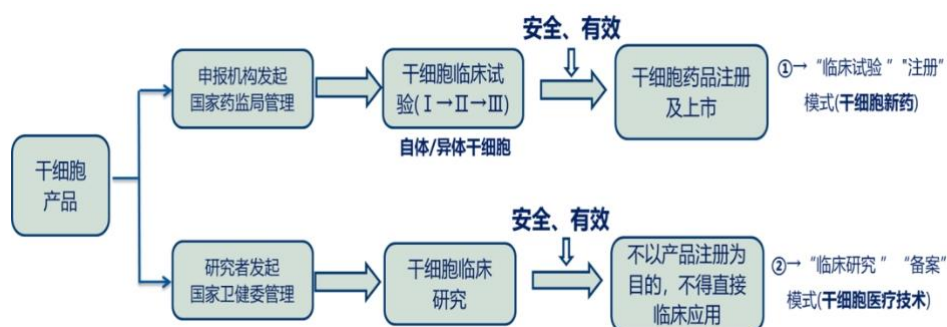 干细胞
产品
申报机构发起
国家药监局管理
干细胞临床试
验(Ⅰ→Ⅱ→Ⅲ)
自体/异体干细胞
安全、有效
干细胞药品注册
及上市
①→“临床试验 ”"注册”
模式(干细胞新药)
研究者发起
国家卫健委管理
干细胞临床
研究
安全、有效
不以产品注册为
目的，不得直接
临床应用
②→“临床研究 ” “备案”
模式(干细胞医疗技术)